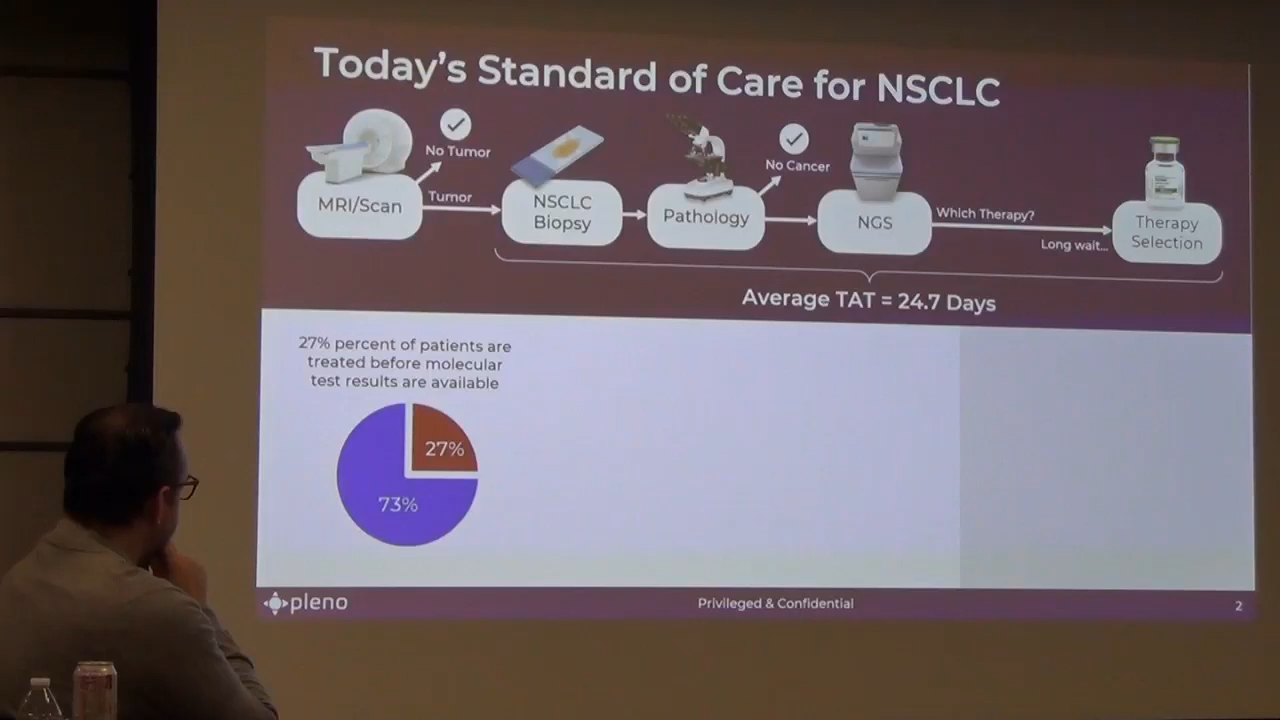 Today's Standard of Care for NSCLC
No Tumor
No Cancer
MRI/Scan
Tumor
NSCLC
Biopsy
Pathology
NGS
Which Therapy?
Long wait...
Therapy
Selection
Average TAT = 24.7 Days
27% percent of patients are
treated before molecular
test results are available
27%
73%
pleno
Privileged & Confidential
2